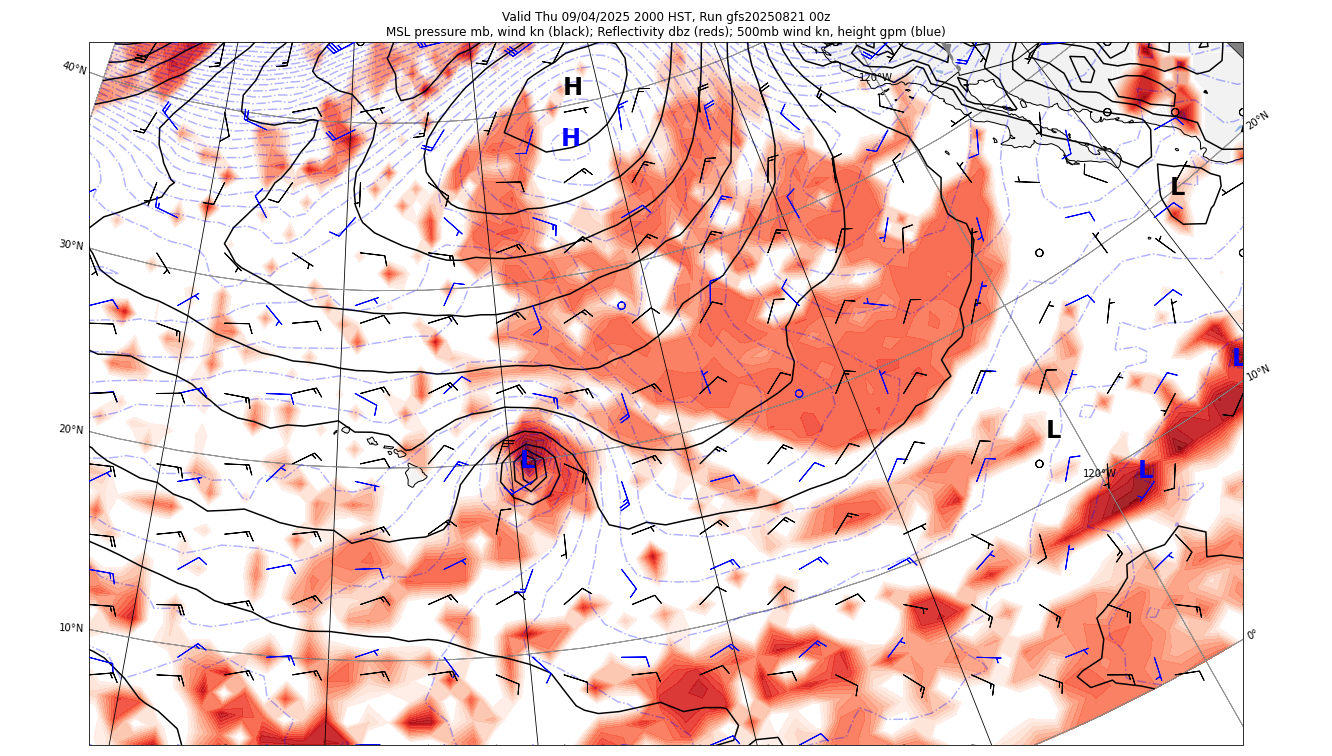 Valid Thu 09/04/2025 2000 HST, Run gfs20250821 00z
MSL pressure mb, wind kn (black); Reflectivity dbz (reds); 500mb wind kn, height gpm (blue)
40°N
120°W
H
H
20°N
L
30°N
L
10°N
20°N
L
L
120°W
L
10°N
0°